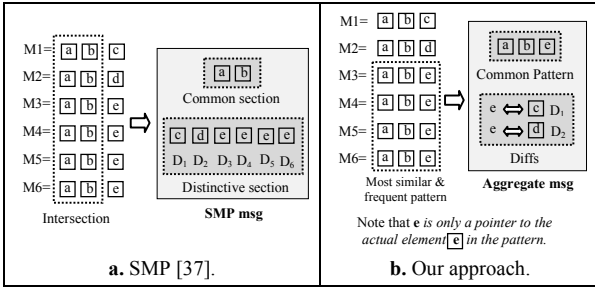 M1= a b c
M2= a b d
M3= a b e
M4= a b e
M5= a b e
M6= a b e
Intersection
a b
Common section
c d e e e e
D1 D2 D3 D4 D5 D6
Distinctive section
SMP msg
a. SMP [37].
M1= a b c
M2= a b d
M3= a b e
M4= a b e
M5= a b e
M6= a b e
Most similar &
frequent pattern
a b e
Common Pattern
e ⇔ c D1
e ⇔ d D2
Diffs
Aggregate msg
Note that e is only a pointer to the
actual element e in the pattern.
b. Our approach.